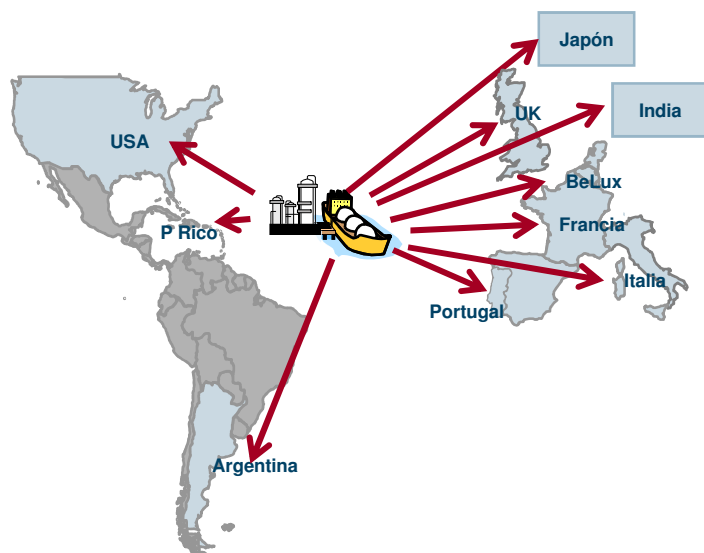 Japón
India
UK
USA
BeLux
P Rico
Francia
Italia
Portugal
Argentina